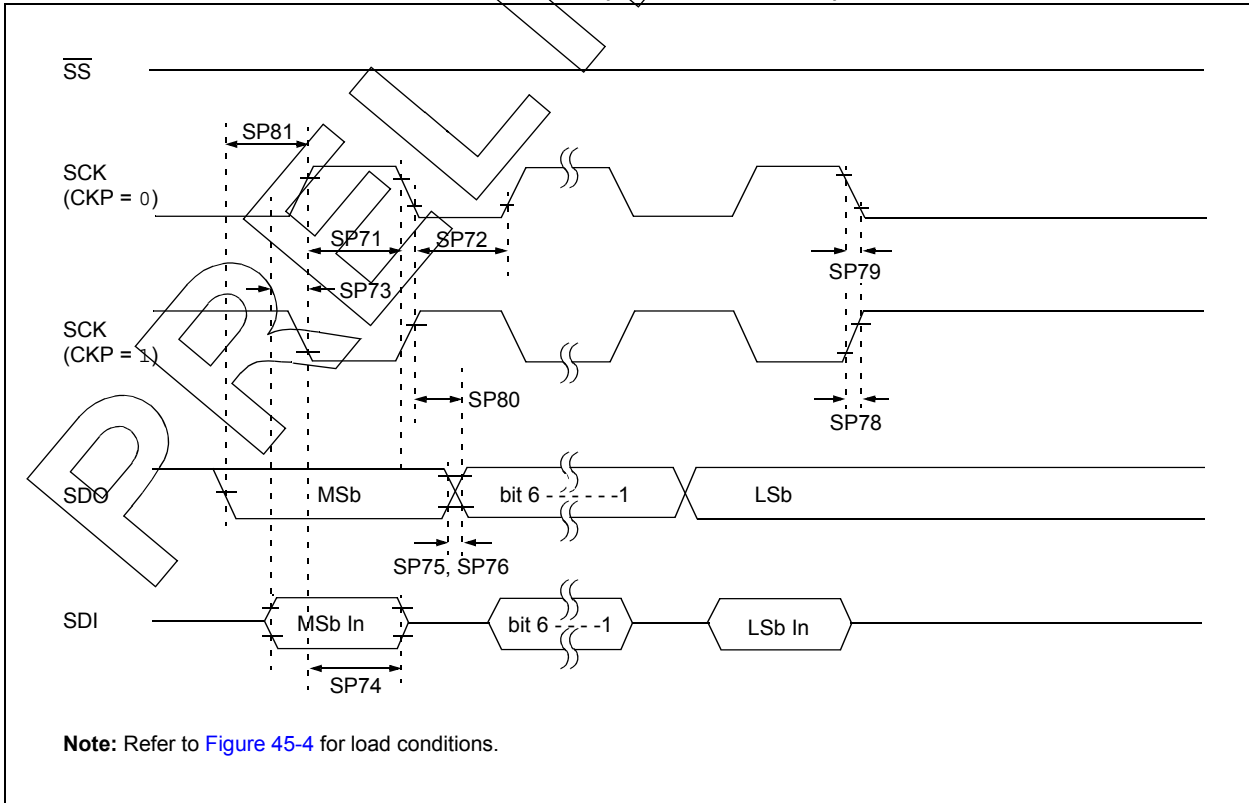 SS
SP81
SCK
(CKP = 0)
SP71 SP72
SP79
SP73
SCK
(CKP = 1)
SP80
SP78
SDO MSb bit 6 - - - - - -1 LSb
SP75, SP76
SDI MSb In bit 6 - - - -1 LSb In
SP74
Note: Refer to Figure 45-4 for load conditions.